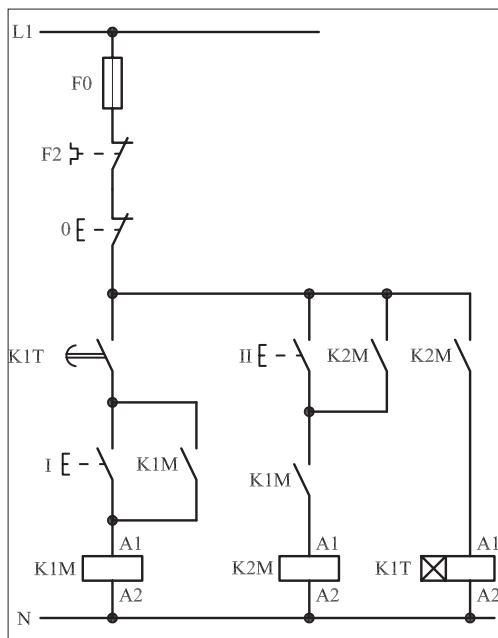 L1
F0
F2
0
K1T II K2M K2M
I K1M K1M
A1 A1 A1
K1M K2M K1T
A2 A2 A2
N